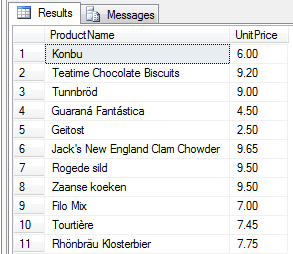 Results Messages
ProductName UnitPrice
1 Konbu 6.00
2 Teatime Chocolate Biscuits 9.20
3 Tunnbröd 9.00
4 Guaraná Fantástica 4.50
5 Geitost 2.50
6 Jack's New England Clam Chowder 9.65
7 Rogede sild 9.50
8 Zaanse koeken 9.50
9 Filo Mix 7.00
10 Tourtière 7.45
11 Rhönbräu Klosterbier 7.75